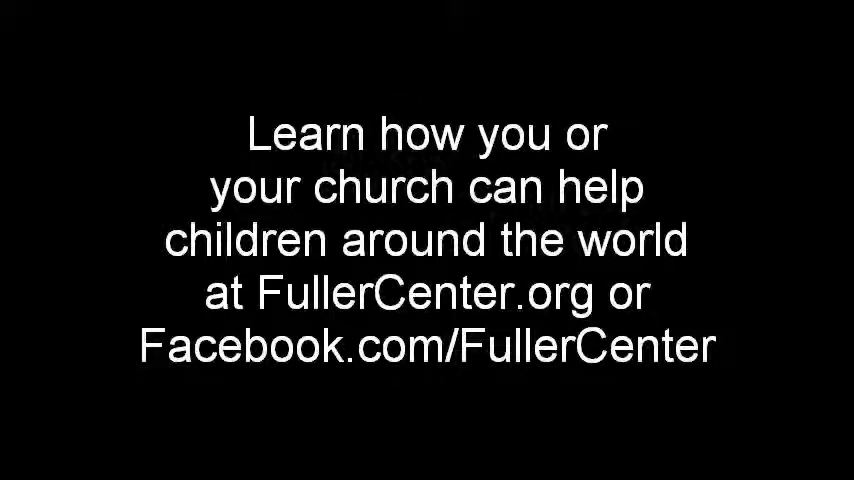 Learn how you or
your church can help
children around the world
at FullerCenter.org or
Facebook.com/FullerCenter